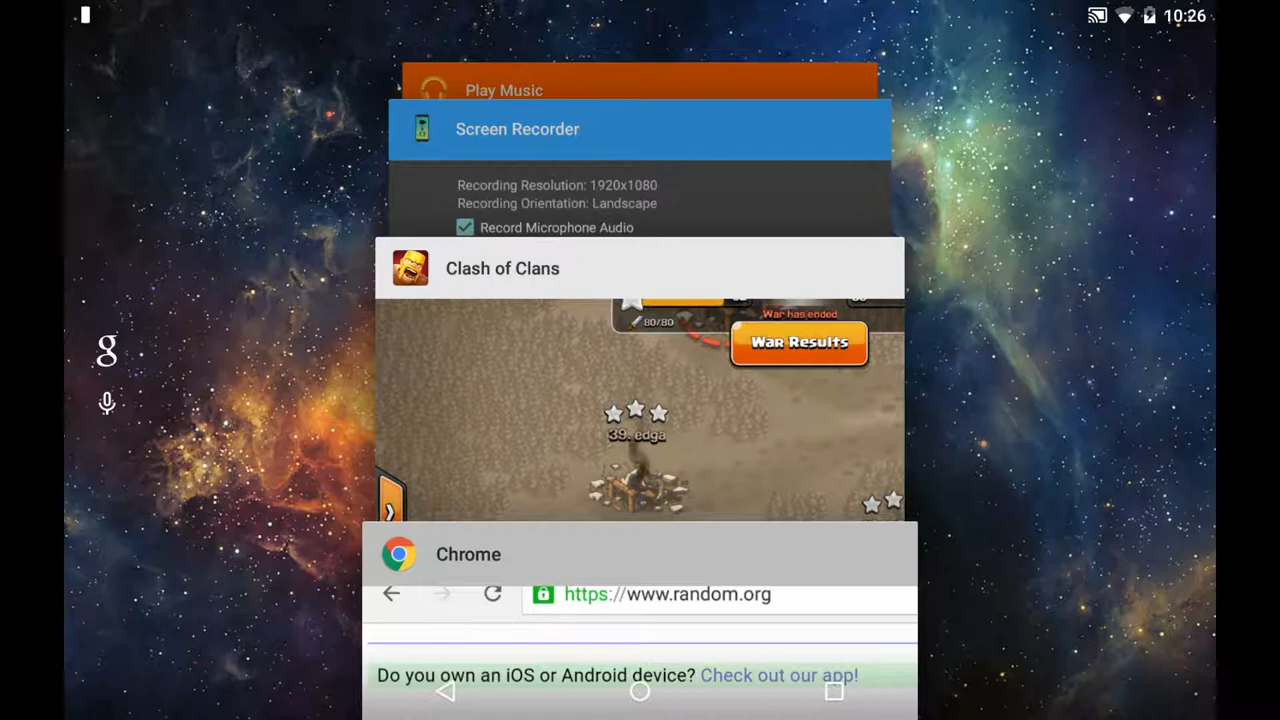 10:26
Play Music
Screen Recorder
Recording Resolution: 1920x1080
Recording Orientation: Landscape
Record Microphone Audio
Clash of Clans
80/80
War has ended
War Results
39. edga
g
Chrome
https://www.random.org
Do you own an iOS or Android device? Check out our app!